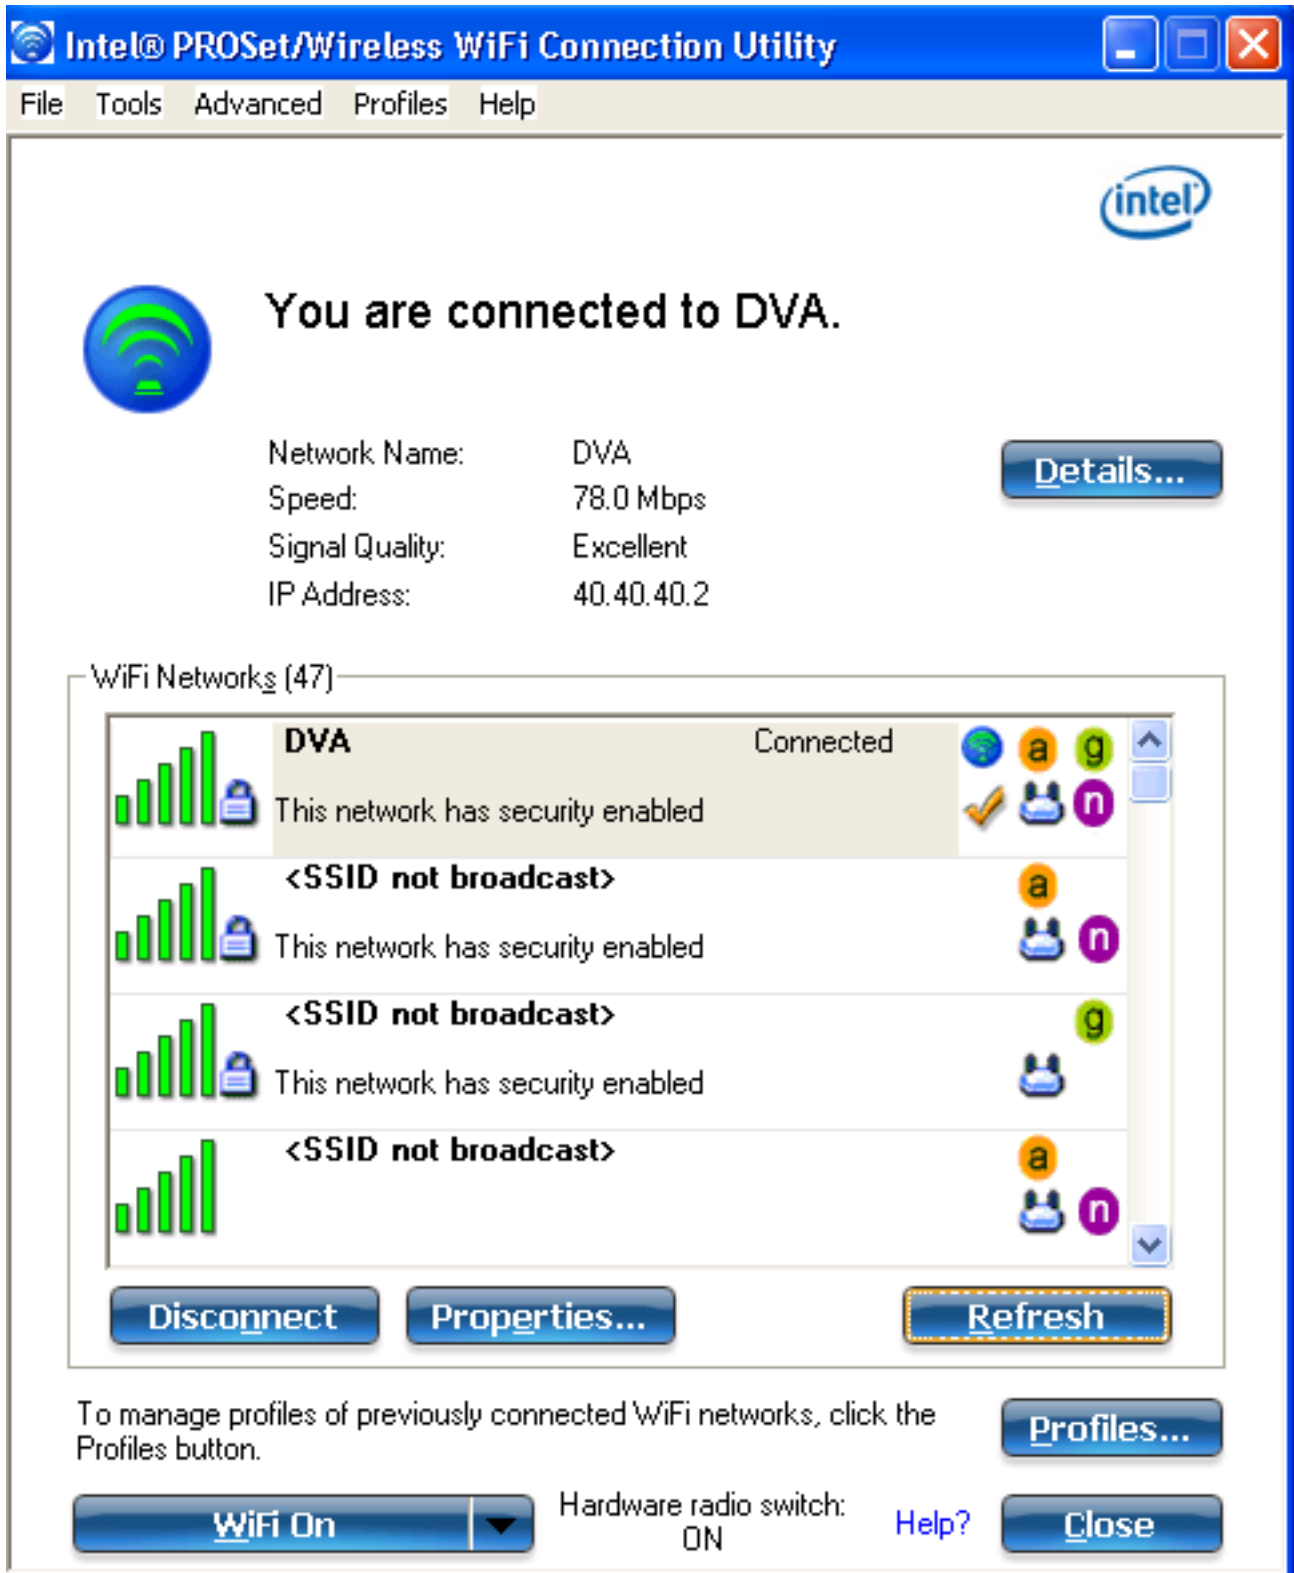 Intel® PROSet/Wireless WiFi Connection Utility
File Tools Advanced Profiles Help
intel
You are connected to DVA.
Network Name: DVA
Details...
Speed: 78.0 Mbps
Signal Quality: Excellent
IP Address: 40.40.40.2
WiFi Networks (47)
DVA Connected a g
This network has security enabled n
<SSID not broadcast> a
This network has security enabled n
<SSID not broadcast> g
This network has security enabled
<SSID not broadcast> a
n
Disconnect Properties... Refresh
To manage profiles of previously connected WiFi networks, click the
Profiles button.
Profiles...
WiFi On
Hardware radio switch:
ON
Help?
Close